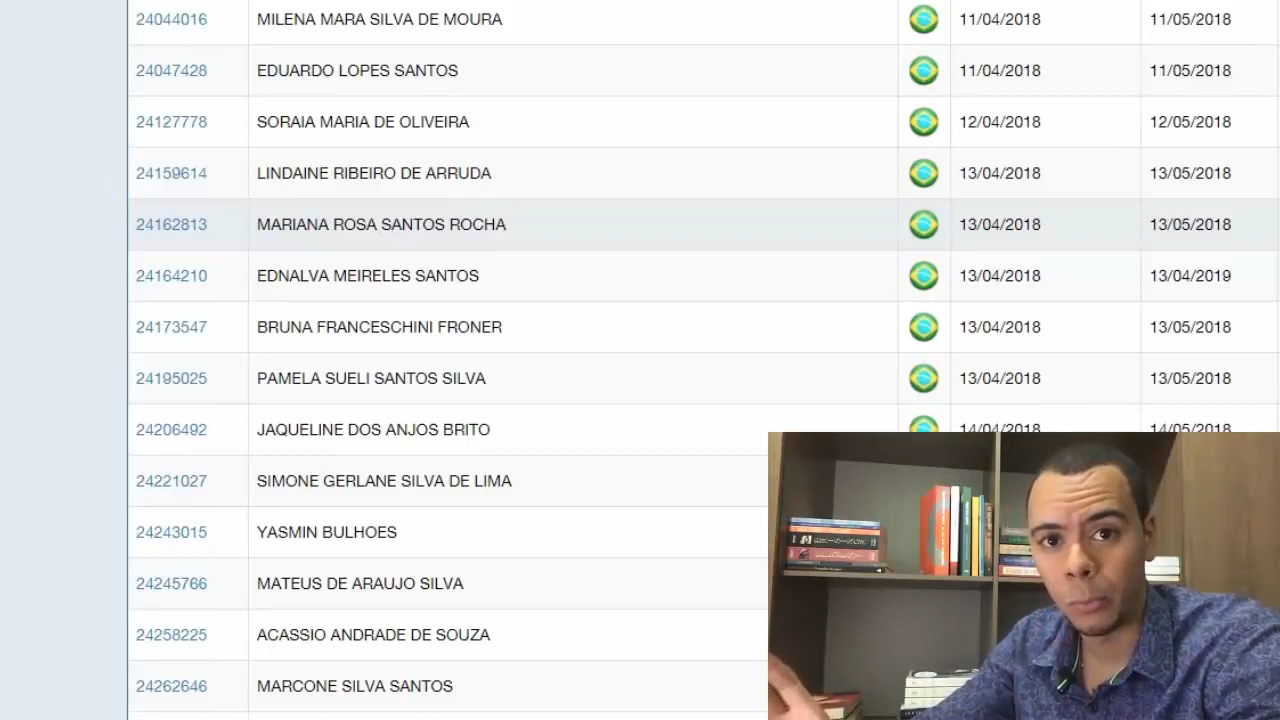 24044016 MILENA MARA SILVA DE MOURA 11/04/2018 11/05/2018
24047428 EDUARDO LOPES SANTOS 11/04/2018 11/05/2018
24127778 SORAIA MARIA DE OLIVEIRA 12/04/2018 12/05/2018
24159614 LINDAINE RIBEIRO DE ARRUDA 13/04/2018 13/05/2018
24162813 MARIANA ROSA SANTOS ROCHA 13/04/2018 13/05/2018
24164210 EDNALVA MEIRELES SANTOS 13/04/2018 13/04/2019
24173547 BRUNA FRANCESCHINI FRONER 13/04/2018 13/05/2018
24195025 PAMELA SUELI SANTOS SILVA 13/04/2018 13/05/2018
24206492 JAQUELINE DOS ANJOS BRITO 14/04/2018 14/05/2018
24221027 SIMONE GERLANE SILVA DE LIMA
24243015 YASMIN BULHOES
24245766 MATEUS DE ARAUJO SILVA
24258225 ACASSIO ANDRADE DE SOUZA
24262646 MARCONE SILVA SANTOS